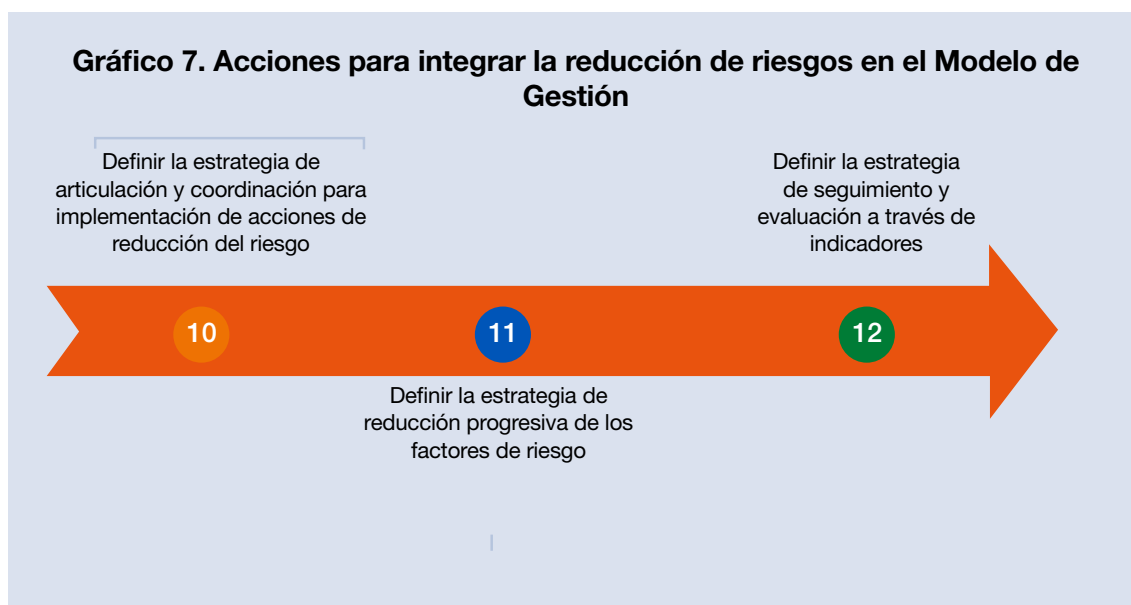 Gráfico 7. Acciones para integrar la reducción de riesgos en el Modelo de
Gestión
Definir la estrategia de
articulación y coordinación para
implementación de acciones de
reducción del riesgo
Definir la estrategia
de seguimiento y
evaluación a través de
indicadores
10
11
12
Definir la estrategia de
reducción progresiva de los
factores de riesgo